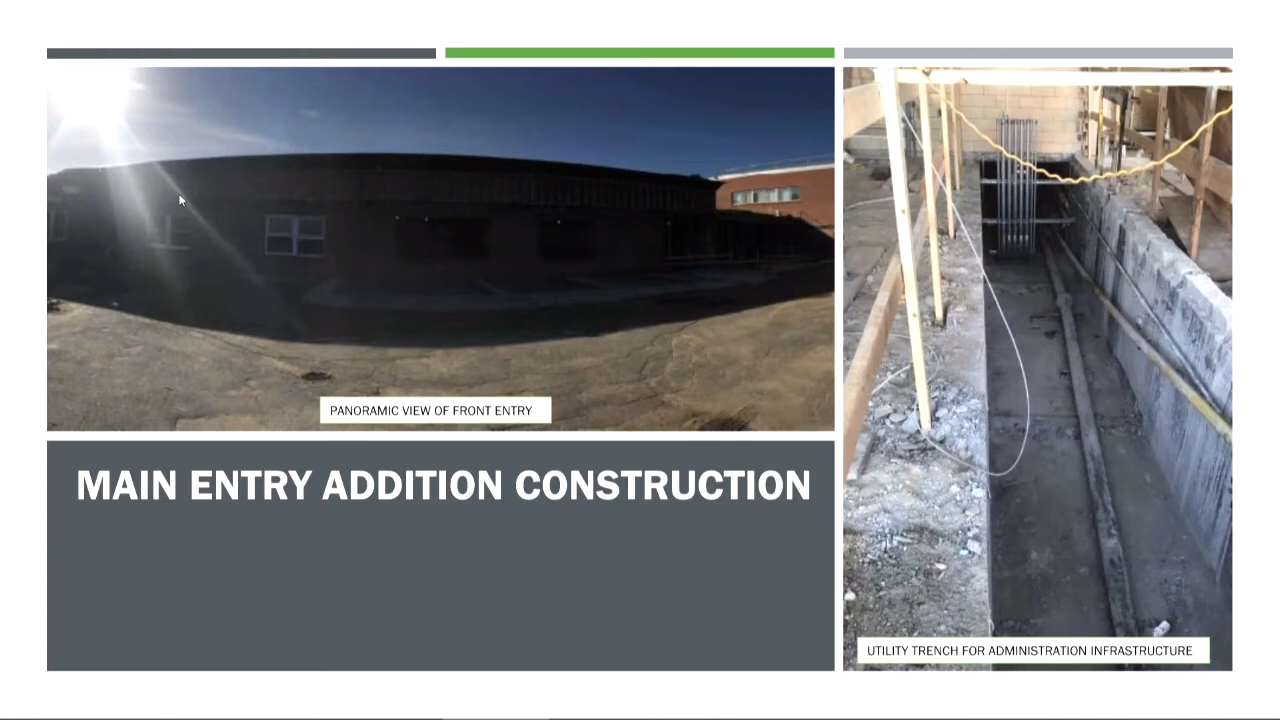 PANORAMIC VIEW OF FRONT ENTRY
MAIN ENTRY ADDITION CONSTRUCTION
UTILITY TRENCH FOR ADMINISTRATION INFRASTRUCTURE